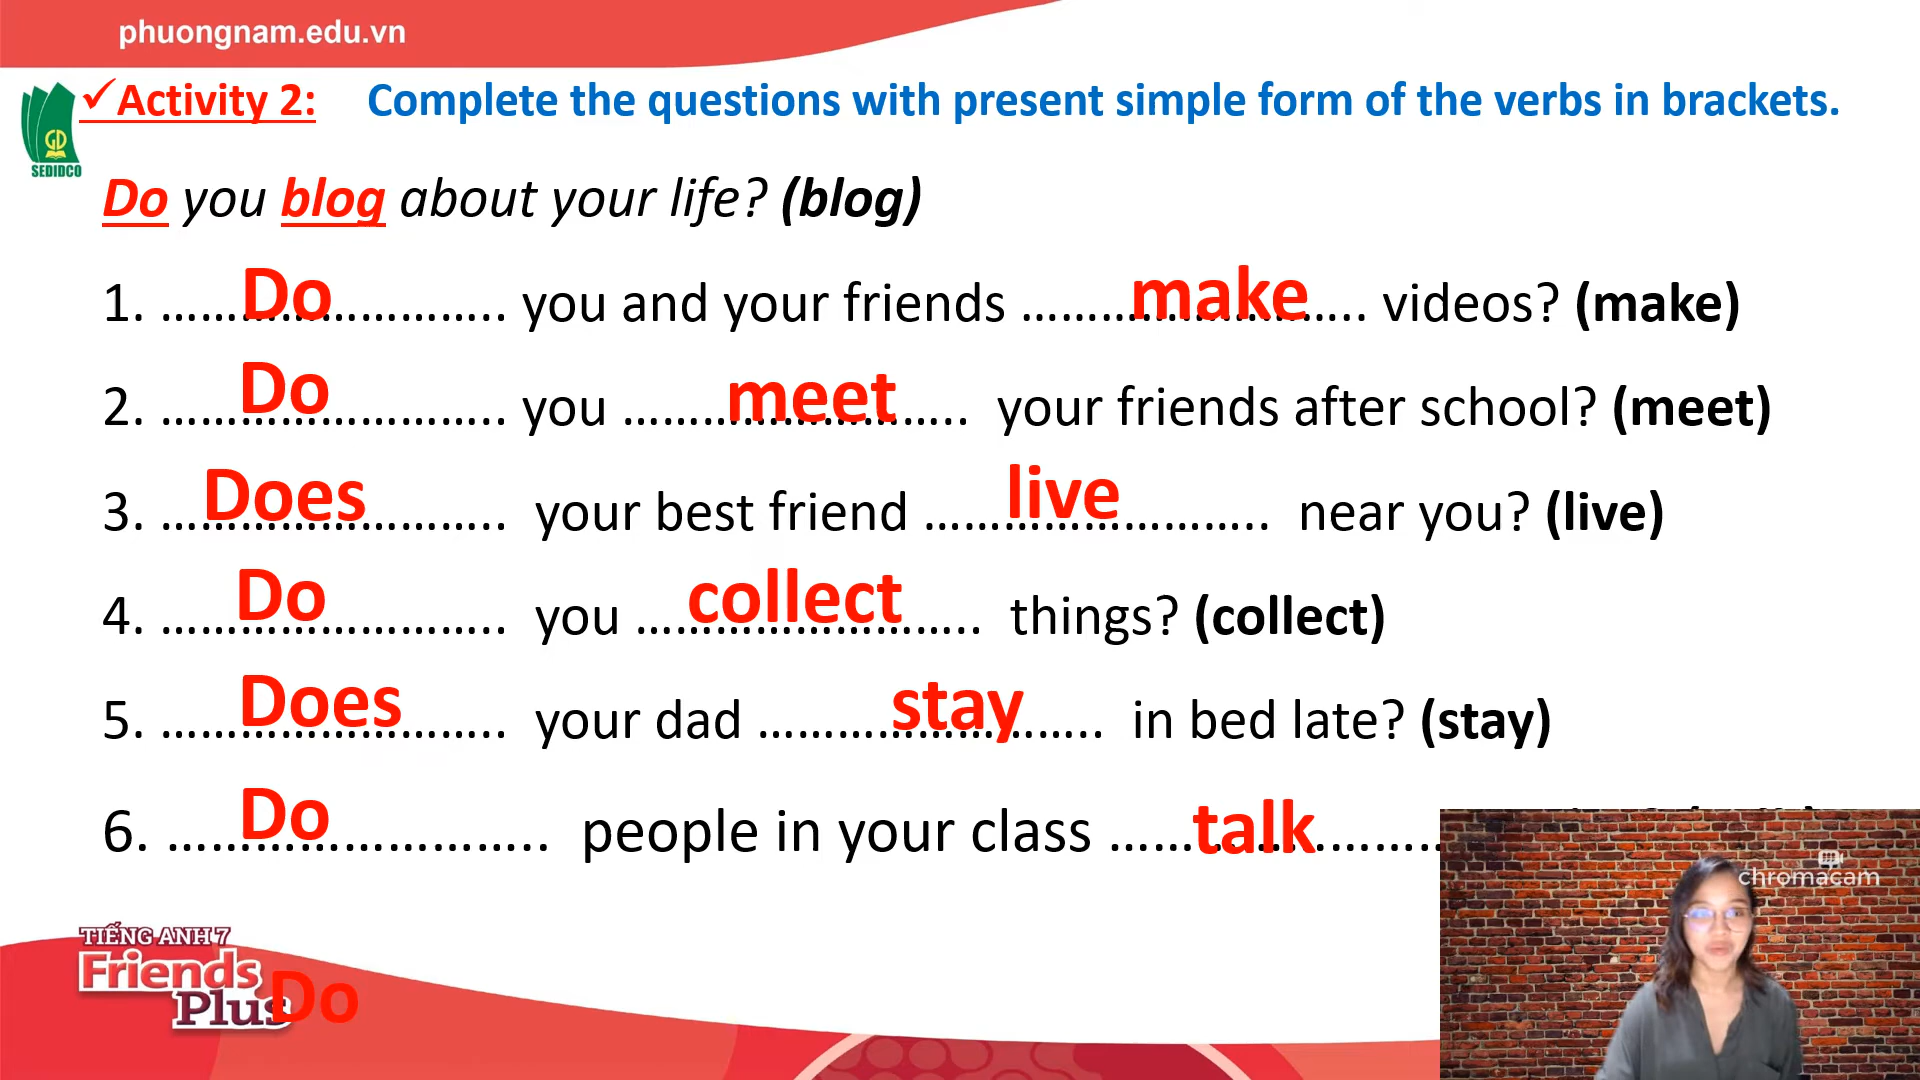 phuongnam.edu.vn
✓Activity 2: Complete the questions with present simple form of the verbs in brackets.
GD
SEDIDCO
Do you blog about your life? (blog)
1. ……Do…….. you and your friends ……make…….. videos? (make)
2. ……Do…….. you ……meet…….. your friends after school? (meet)
3. ……Does…….. your best friend ……live…….. near you? (live)
4. ……Do…….. you ……collect…….. things? (collect)
5. ……Does…….. your dad ……stay…….. in bed late? (stay)
6. ……Do…….. people in your class ……talk……..
chromacam
TIẾNG ANH 7
Friends
Plus
Do